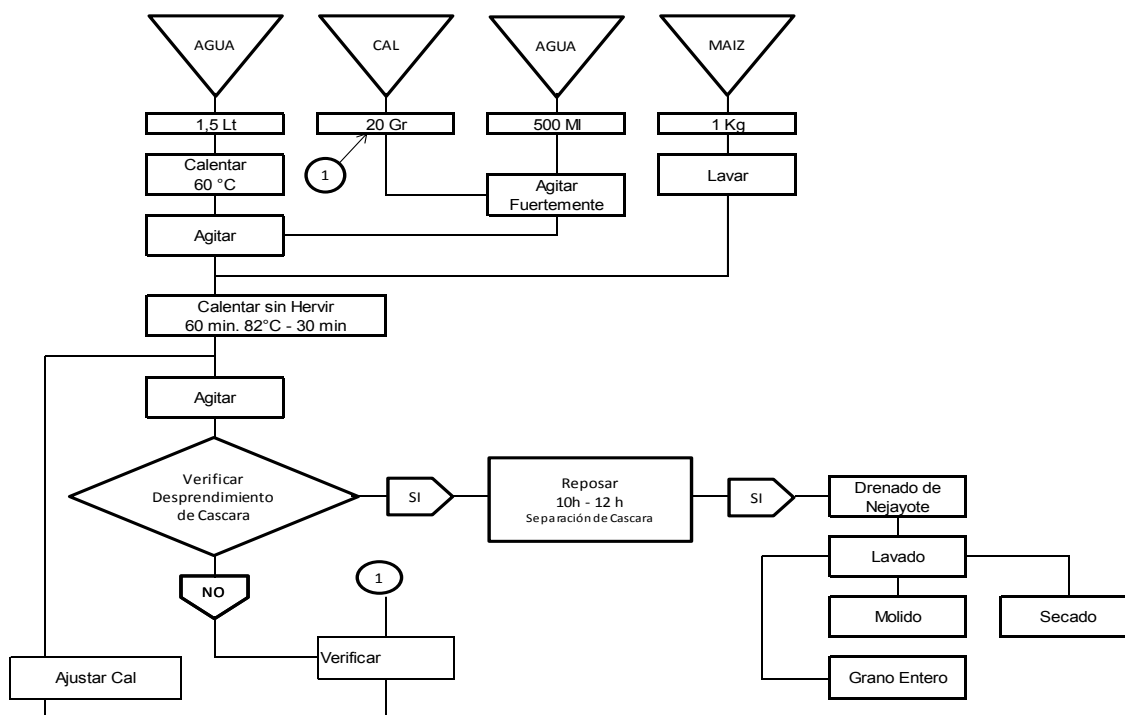 AGUA
CAL
AGUA
MAIZ
1,5 Lt
20 Gr
500 Ml
1 Kg
Calentar
60 °C
1
Agitar
Fuertemente
Lavar
Agitar
Calentar sin Hervir
60 min. 82°C - 30 min
Agitar
Verificar
Desprendimiento
de Cascara
SI
Reposar
10h - 12 h
Separación de Cascara
SI
Drenado de
Nejayote
Lavado
NO
1
Molido
Secado
Verificar
Ajustar Cal
Grano Entero